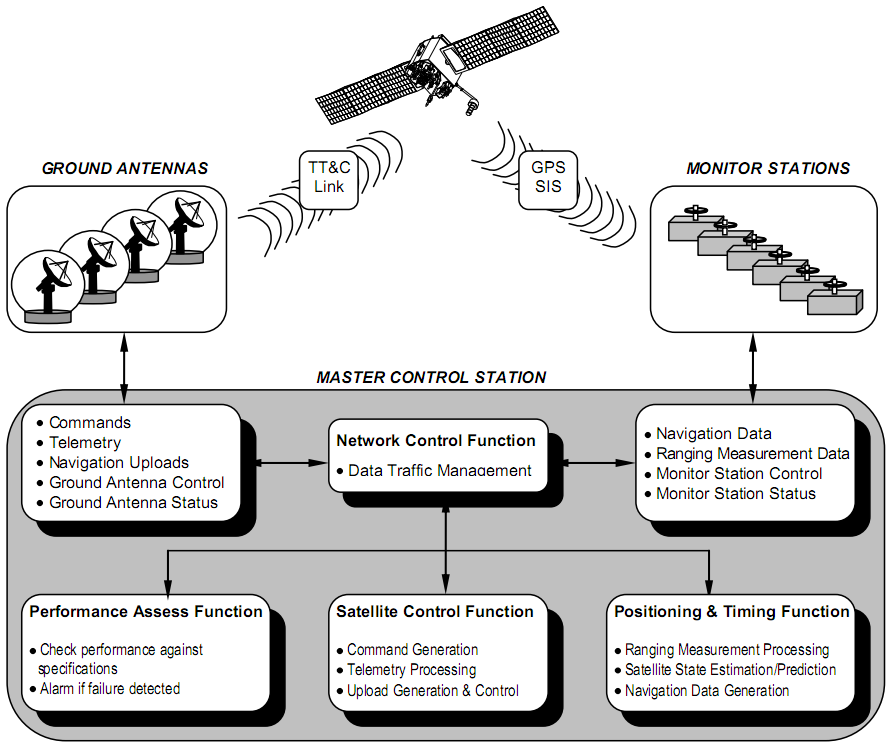 GROUND ANTENNAS
TT&C
Link
GPS
SIS
MONITOR STATIONS
MASTER CONTROL STATION
● Commands
● Telemetry
● Navigation Uploads
● Ground Antenna Control
● Ground Antenna Status
Network Control Function
● Data Traffic Management
● Navigation Data
● Ranging Measurement Data
● Monitor Station Control
● Monitor Station Status
Performance Assess Function
● Check performance against
specifications
● Alarm if failure detected
Satellite Control Function
● Command Generation
● Telemetry Processing
● Upload Generation & Control
Positioning & Timing Function
● Ranging Measurement Processing
● Satellite State Estimation/Prediction
● Navigation Data Generation